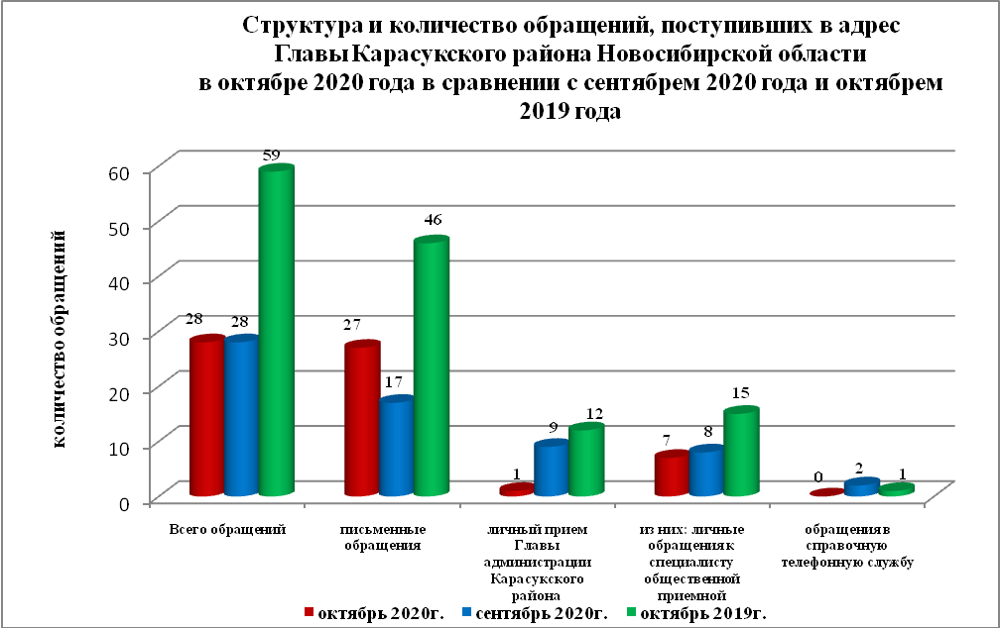 Структура и количество обращений, поступивших в адрес
Главы Карасукского района Новосибирской области
в октябре 2020 года в сравнении с сентябрем 2020 года и октябрем
2019 года
количество обращений
60
50
40
30
20
10
0
28
28
59
27
17
46
1
9
12
7
8
15
0
2
1
Всего обращений
письменные
обращения
личный прием
Главы
администрации
Карасукского
района
из них: личные
обращения к
специалисту
общественной
приемной
обращения в
справочную
телефонную службу
октябрь 2020г.
сентябрь 2020г.
октябрь 2019г.